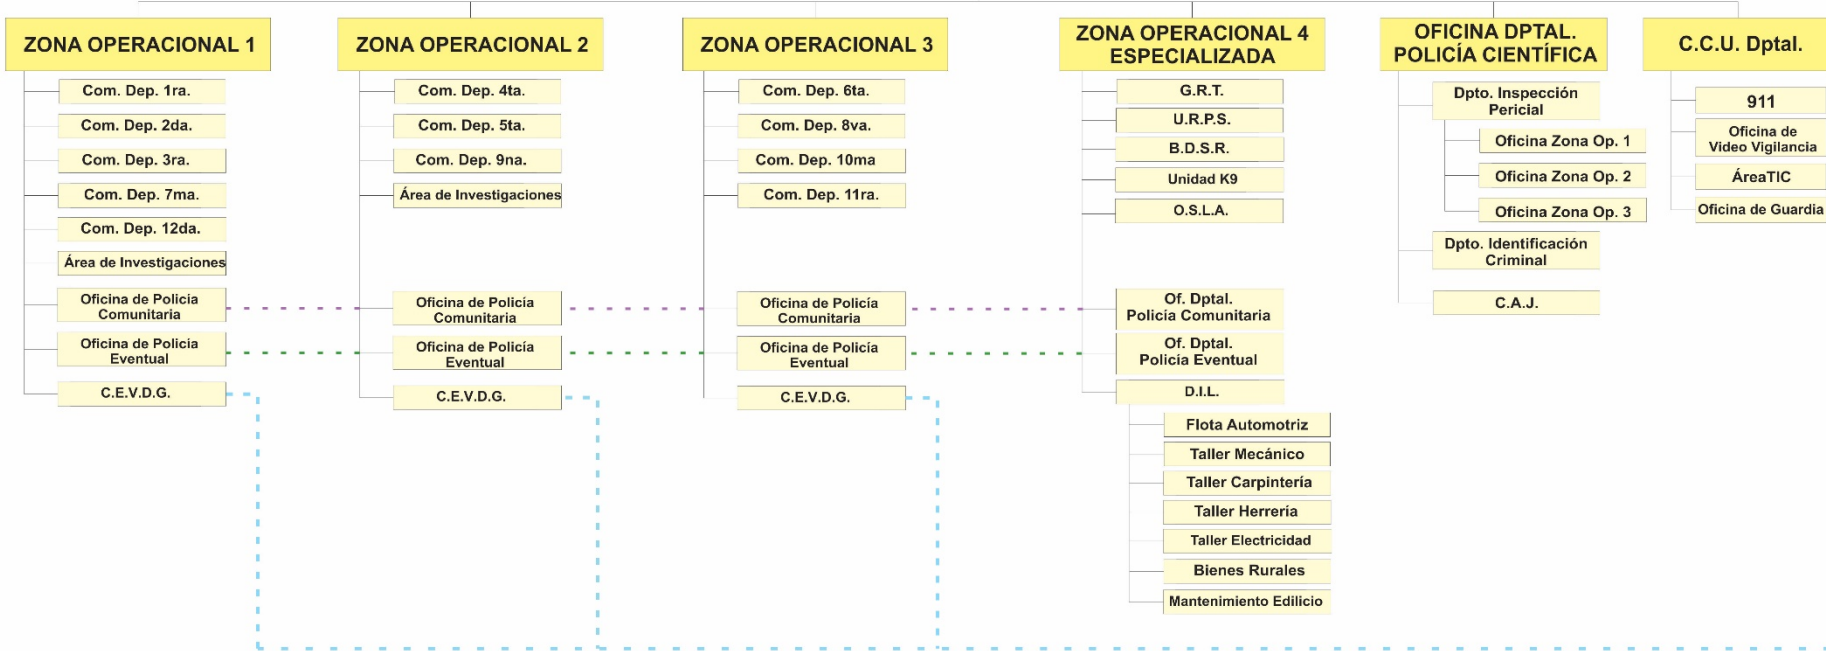 ZONA OPERACIONAL 1
Com. Dep. 1ra.
Com. Dep. 2da.
Com. Dep. 3ra.
Com. Dep. 7ma.
Com. Dep. 12da.
Área de Investigaciones
Oficina de Policia
Comunitaria
Oficina de Policía
Eventual
C.E.V.D.G.
ZONA OPERACIONAL 2
Com. Dep. 4ta.
Com. Dep. 5ta.
Com. Dep. 9na.
Área de Investigaciones
Oficina de Policía
Comunitaria
Oficina de Policía
Eventual
C.E.V.D.G.
ZONA OPERACIONAL 3
Com. Dep. 6ta.
Com. Dep. 8va.
Com. Dep. 10ma
Com. Dep. 11ra.
Oficina de Policía
Comunitaria
Oficina de Policía
Eventual
C.E.V.D.G.
ZONA OPERACIONAL 4
ESPECIALIZADA
G.R.T.
U.R.P.S.
B.D.S.R.
Unidad K9
O.S.L.A.
Of. Dptal.
Policía Comunitaria
Of. Dptal.
Policía Eventual
D.I.L.
Flota Automotriz
Taller Mecánico
Taller Carpintería
Taller Herrería
Taller Electricidad
Bienes Rurales
Mantenimiento Edilicio
OFICINA DPTAL.
POLICÍA CIENTÍFICA
Dpto. Inspección
Pericial
Oficina Zona Op. 1
Oficina Zona Op. 2
Oficina Zona Op. 3
Dpto. Identificación
Criminal
C.A.J.
C.C.U. Dptal.
911
Oficina de
Video Vigilancia
ÁreaTIC
Oficina de Guardia